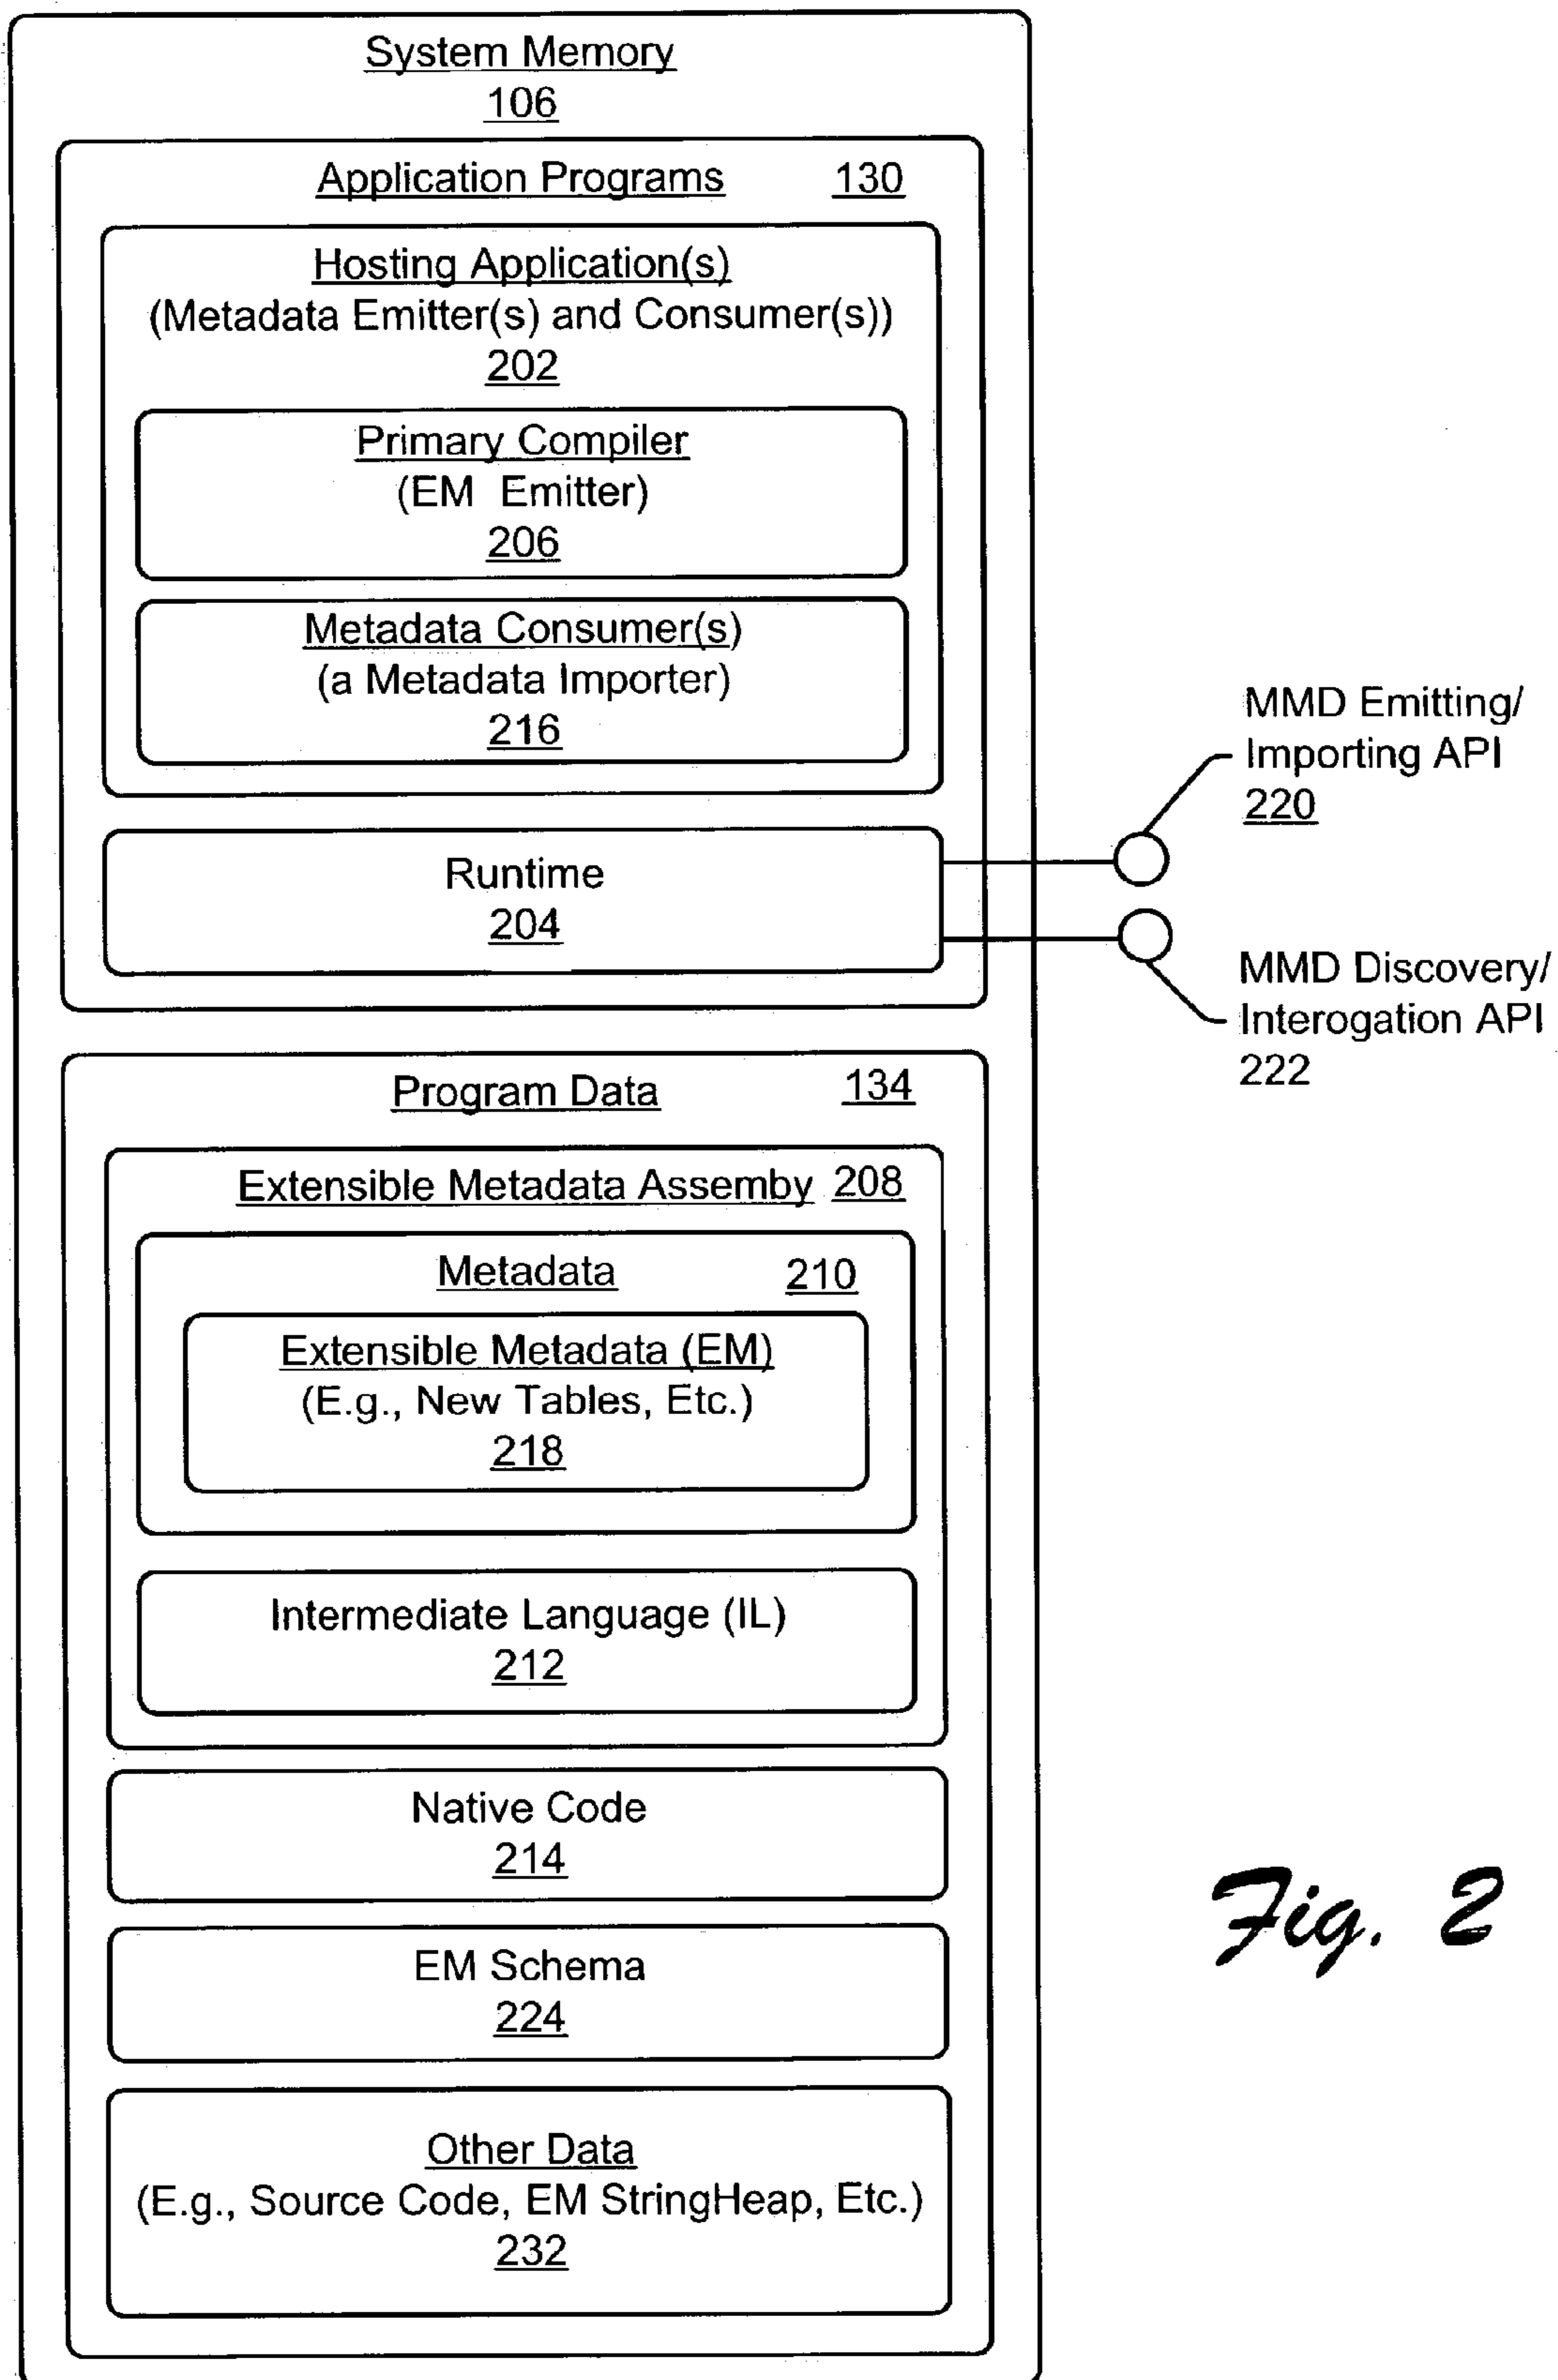 System Memory
106
Application Programs 130
Hosting Application(s)
(Metadata Emitter(s) and Consumer(s))
202
Primary Compiler
(EM Emitter)
206
Metadata Consumer(s)
(a Metadata Importer)
216
Runtime
204
MMD Emitting/
Importing API
220
MMD Discovery/
Interogation API
222
Program Data 134
Extensible Metadata Assemby 208
Metadata 210
Extensible Metadata (EM)
(E.g., New Tables, Etc.)
218
Intermediate Language (IL)
212
Native Code
214
EM Schema
224
Other Data
(E.g., Source Code, EM StringHeap, Etc.)
232
Fig. 2